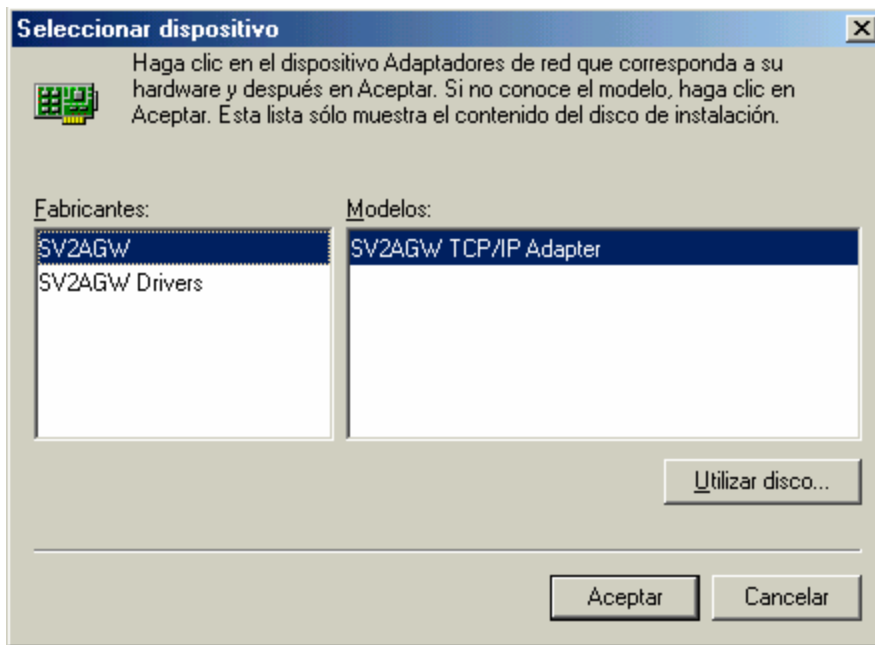 Seleccionar dispositivo
Haga clic en el dispositivo Adaptadores de red que corresponda a su
hardware y después en Aceptar. Si no conoce el modelo, haga clic en
Aceptar. Esta lista sólo muestra el contenido del disco de instalación.
Fabricantes:
Modelos:
SV2AGW
SV2AGW TCP/IP Adapter
SV2AGW Drivers
Utilizar disco...
Aceptar
Cancelar